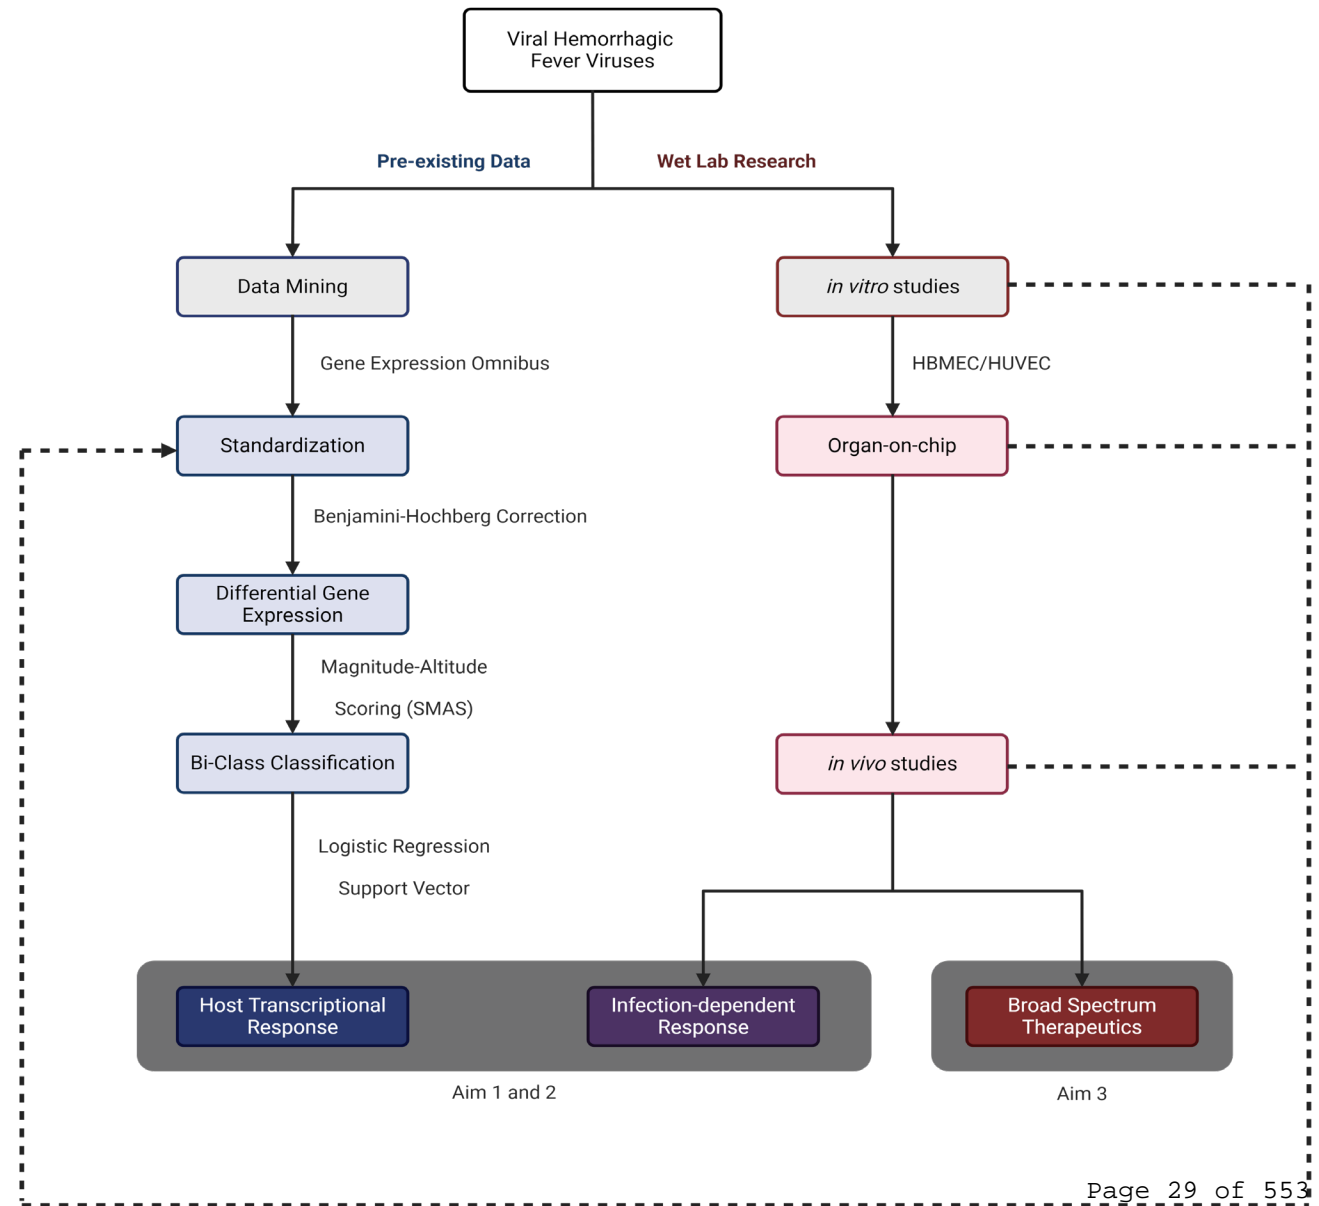 Viral Hemorrhagic
Fever Viruses
Pre-existing Data
Wet Lab Research
Data Mining
in vitro studies
Gene Expression Omnibus
HBMEC/HUVEC
Standardization
Organ-on-chip
Benjamini-Hochberg Correction
Differential Gene
Expression
Magnitude-Altitude
Scoring (SMAS)
Bi-Class Classification
in vivo studies
Logistic Regression
Support Vector
Host Transcriptional
Response
Infection-dependent
Response
Broad Spectrum
Therapeutics
Aim 1 and 2
Aim 3
Page 29 of 553